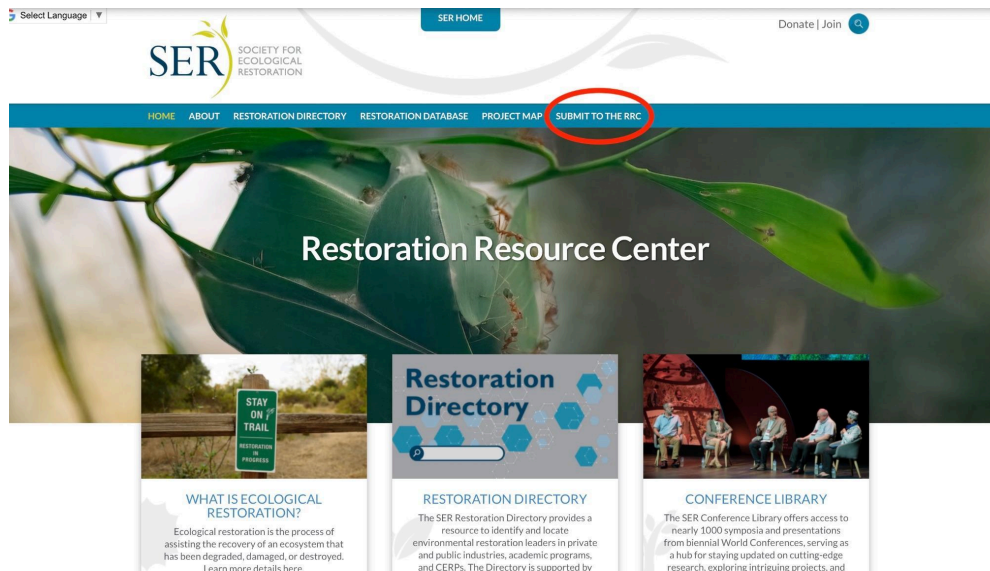 Select Language ▼
SER HOME
Donate | Join
SER
SOCIETY FOR
ECOLOGICAL
RESTORATION
HOME ABOUT RESTORATION DIRECTORY RESTORATION DATABASE PROJECT MAP SUBMIT TO THE RRC
Restoration Resource Center
STAY
ON
TRAIL
RESTORATION
IN
PROGRESS
WHAT IS ECOLOGICAL
RESTORATION?
Ecological restoration is the process of
assisting the recovery of an ecosystem that
has been degraded, damaged, or destroyed.
Learn more details here
Restoration
Directory
RESTORATION DIRECTORY
The SER Restoration Directory provides a
resource to identify and locate
environmental restoration leaders in private
and public industries, academic programs,
and CERPs. The Directory is supported by
CONFERENCE LIBRARY
The SER Conference Library offers access to
nearly 1000 symposia and presentations
from biennial World Conferences, serving as
a hub for staying updated on cutting-edge
research, exploring intriguing projects, and